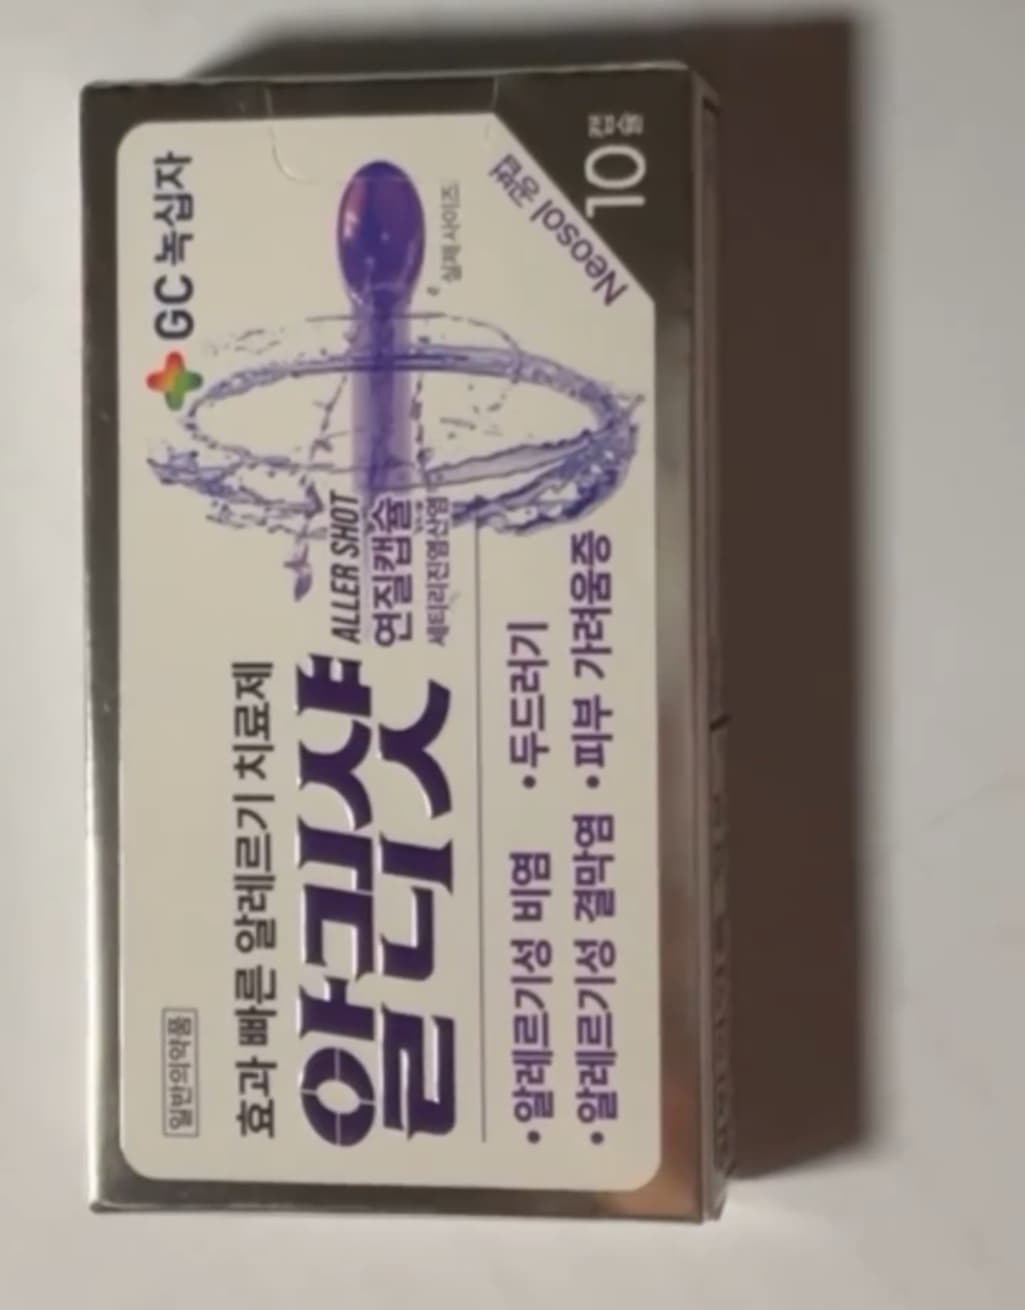 일반의약품
GC 녹십자
효과 빠른 알레르기 치료제
알러샷
ALLER SHOT
연질캡슐
세티리진염산염
• 알레르기성 비염 • 두드러기
• 알레르기성 결막염 • 피부 가려움증
* 실제 사이즈
Neosol 공법 응용
10 캡슐